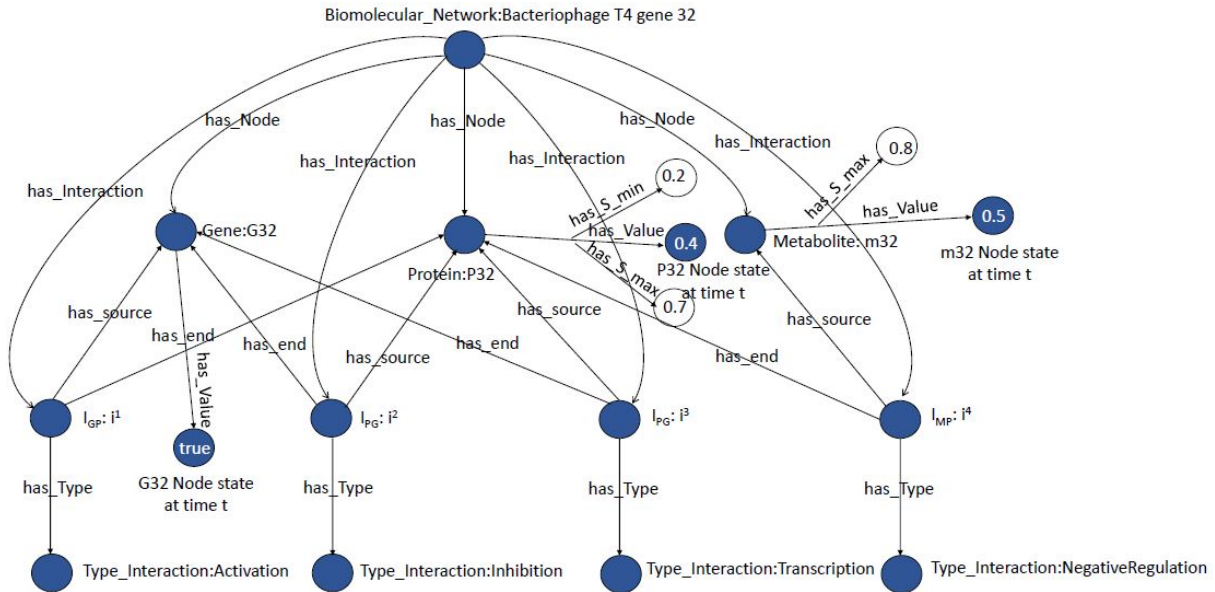 Biomolecular_Network:Bacteriophage T4 gene 32
has_Node
has_Node
has_Node
has_Interaction
has_Interaction
has_Interaction
has_Interaction
0.8
has_S_max
0.2
has_S_min
has_Value
0.5
Gene:G32
has_Value
0.4
Metabolite: m32
m32 Node state
at time t
Protein:P32
has_S_max
P32 Node state
at time t
0.7
has_source
has_end
has_Value
has_end
has_source
has_end
has_source
has_end
has_source
I_GP: i¹
I_PG: i²
I_PG: i³
I_MP: i⁴
true
G32 Node state
at time t
has_Type
has_Type
has_Type
has_Type
Type_Interaction:Activation
Type_Interaction:Inhibition
Type_Interaction:Transcription
Type_Interaction:NegativeRegulation